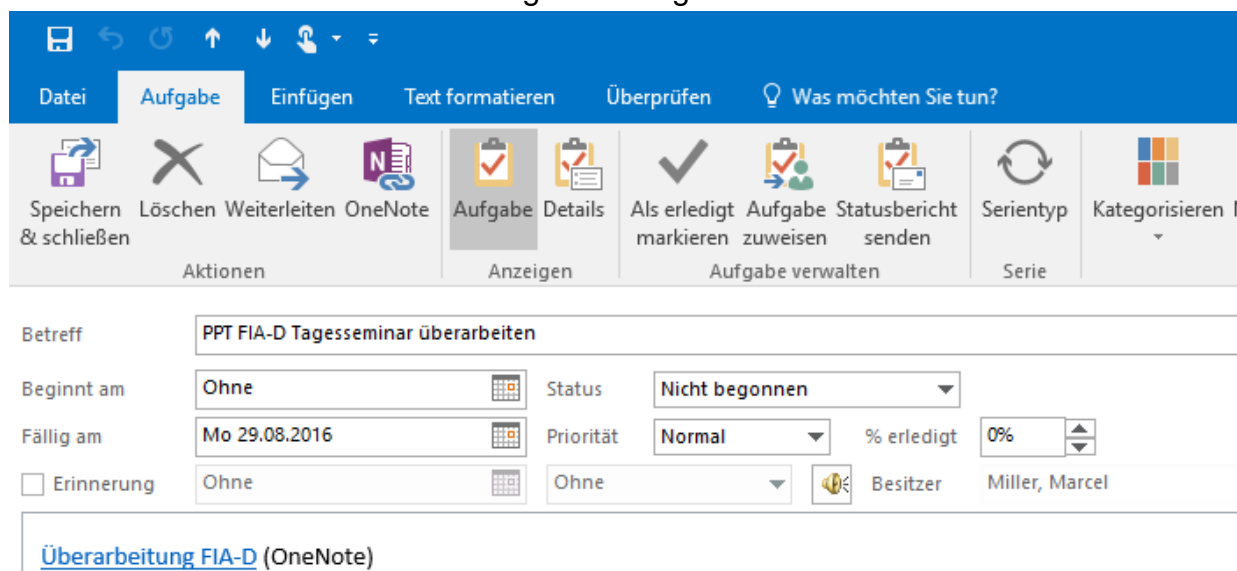 Datei Aufgabe Einfügen Text formatieren Überprüfen Was möchten Sie tun?
Speichern & schließen Löschen Weiterleiten OneNote Aufgabe Details Als erledigt markieren Aufgabe zuweisen Statusbericht senden Serientyp Kategorisieren
Aktionen Anzeigen Aufgabe verwalten Serie
Betreff PPT FIA-D Tagesseminar überarbeiten
Beginnt am Ohne Status Nicht begonnen
Fällig am Mo 29.08.2016 Priorität Normal % erledigt 0%
Erinnerung Ohne Ohne Besitzer Miller, Marcel
Überarbeitung FIA-D (OneNote)